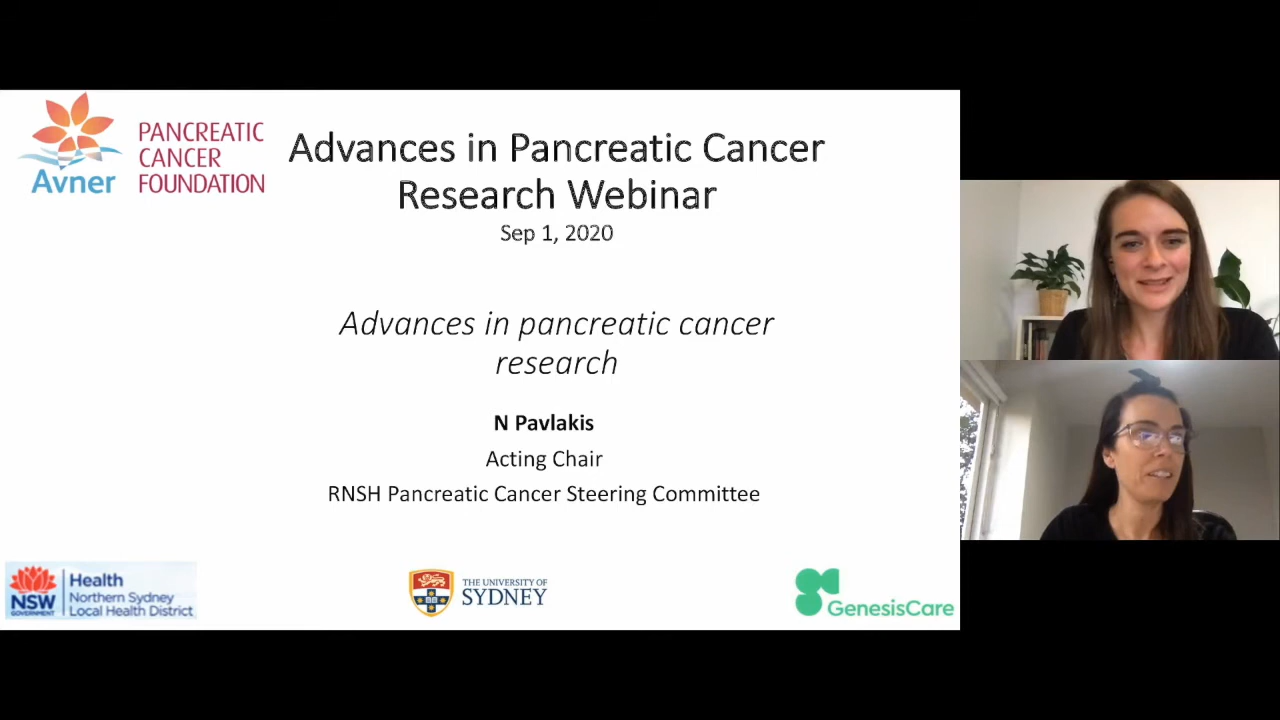 Avner
PANCREATIC
CANCER
FOUNDATION
Advances in Pancreatic Cancer
Research Webinar
Sep 1, 2020
Advances in pancreatic cancer
research
N Pavlakis
Acting Chair
RNSH Pancreatic Cancer Steering Committee
NSW
GOVERNMENT
Health
Northern Sydney
Local Health District
THE UNIVERSITY OF
SYDNEY
GenesisCare